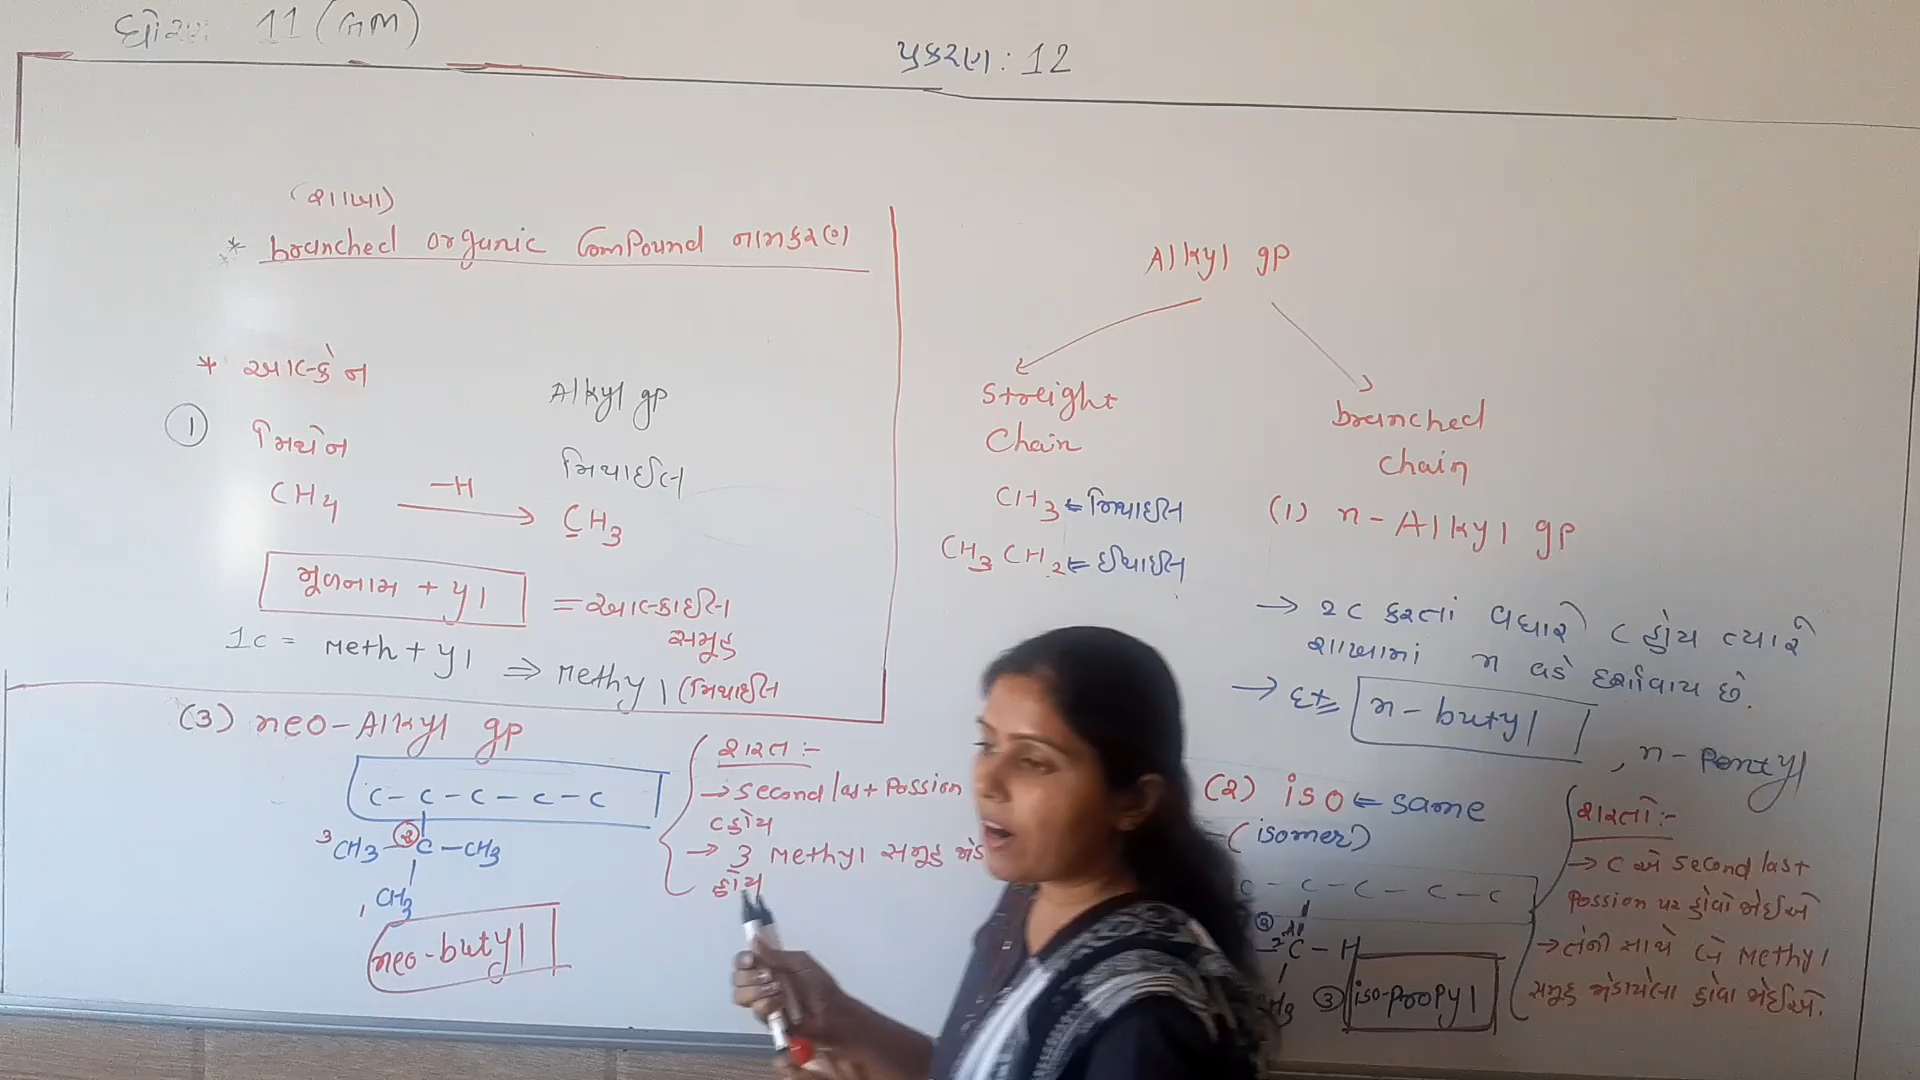 ધોરણ: 11 (GM)
પ્રકરણ: 12
(શાખા)
* branched organic Compound નામકરણ
* આલ્કેન
Alkyl gp
① મિથેન
મિથાઈલ
CH4 —H→ CH3
મૂળનામ + yl = આલ્કાઈલ
સમૂહ
1C = Meth + yl ⇒ Methyl (મિથાઈલ
(3) neo-Alkyl gp
C-C-C-C-C
³CH3-②C-CH3
1 CH3
neo-butyl
શરત :-
→ second last Possion
C હોય
→ 3 Methyl સમૂહ
હોય
Alkyl gp
Streight
Chain
CH3 ⇐ મિથાઈલ
CH3CH2 ⇐ ઈથાઈલ
branched
chain
(1) n-Alkyl gp
→ 2C કરતાં વધારે C હોય ત્યારે
શાખામાં n વડે દર્શાવાય છે.
→ દા.ત n-butyl, n-Pentyl
(2) iso ⇐ same
(isomer)
C-C-C-C-C
2C-H
③ iso-propyl
શરતો :-
→ C એ second last
Possion પર હોવો જોઈએ
→ તેની સાથે બે Methyl
સમૂહ જોડાયેલા હોવા જોઈએ.